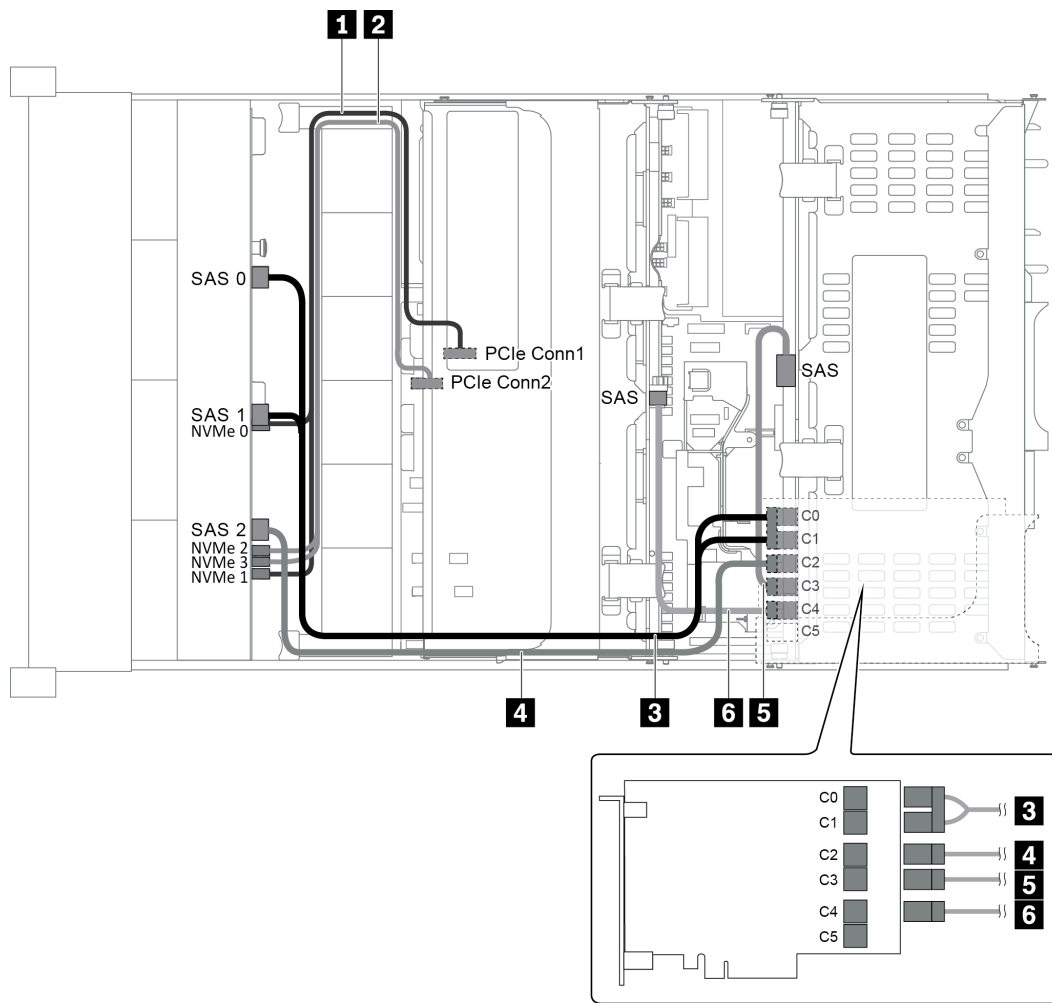 1 2
SAS 0
PCIe Conn1
PCIe Conn2
SAS
SAS
SAS 1
NVMe 0
SAS 2
NVMe 2
NVMe 3
NVMe 1
C0
C1
C2
C3
C4
C5
4 3 6 5
C0
C1
3
C2
4
C3
5
C4
6
C5